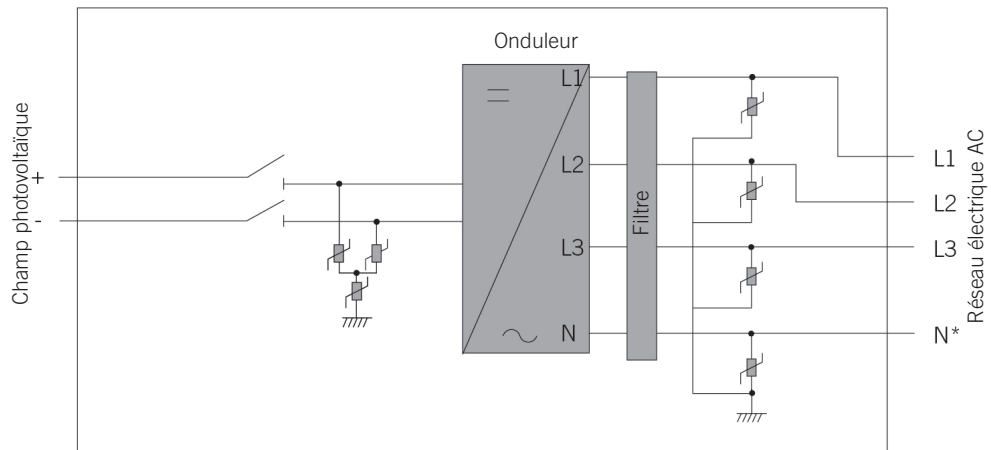 Onduleur
Champ photovoltaïque
+
-
L1
L2
L3
N
Filtre
L1
L2
L3
N*
Réseau électrique AC